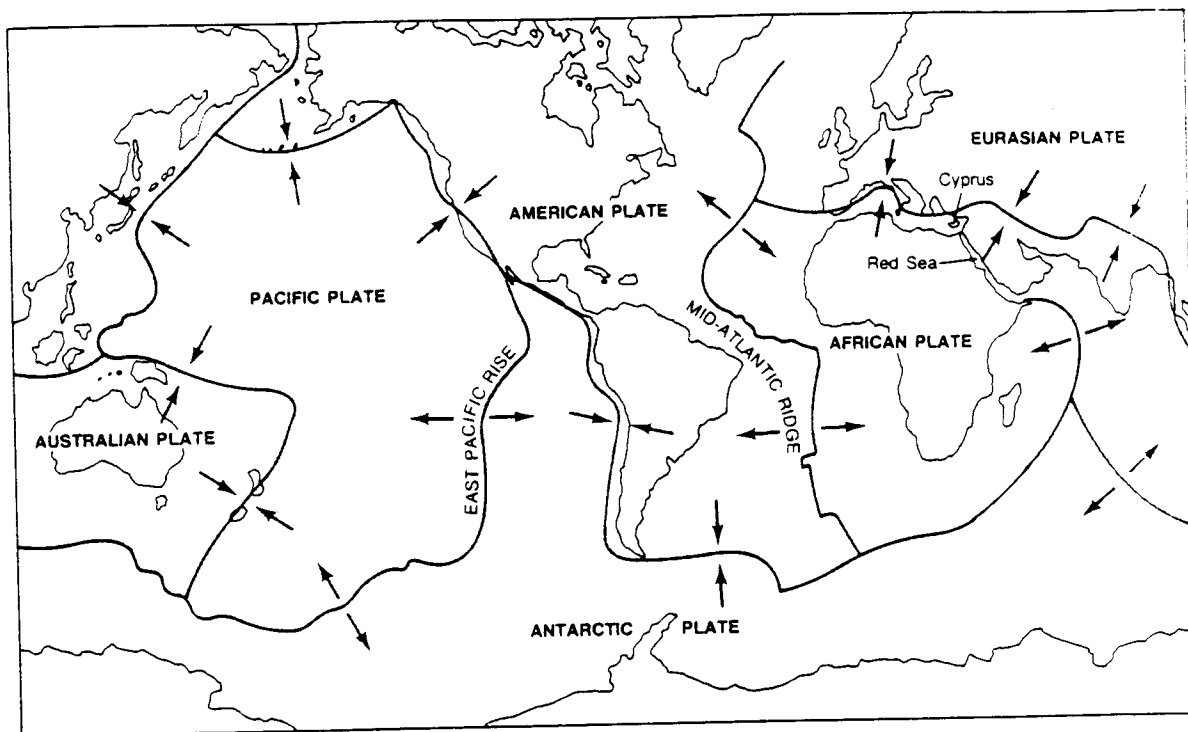 EURASIAN PLATE
Cyprus
AMERICAN PLATE
Red Sea
PACIFIC PLATE
MID-ATLANTIC RIDGE
AFRICAN PLATE
EAST PACIFIC RISE
AUSTRALIAN PLATE
ANTARCTIC PLATE